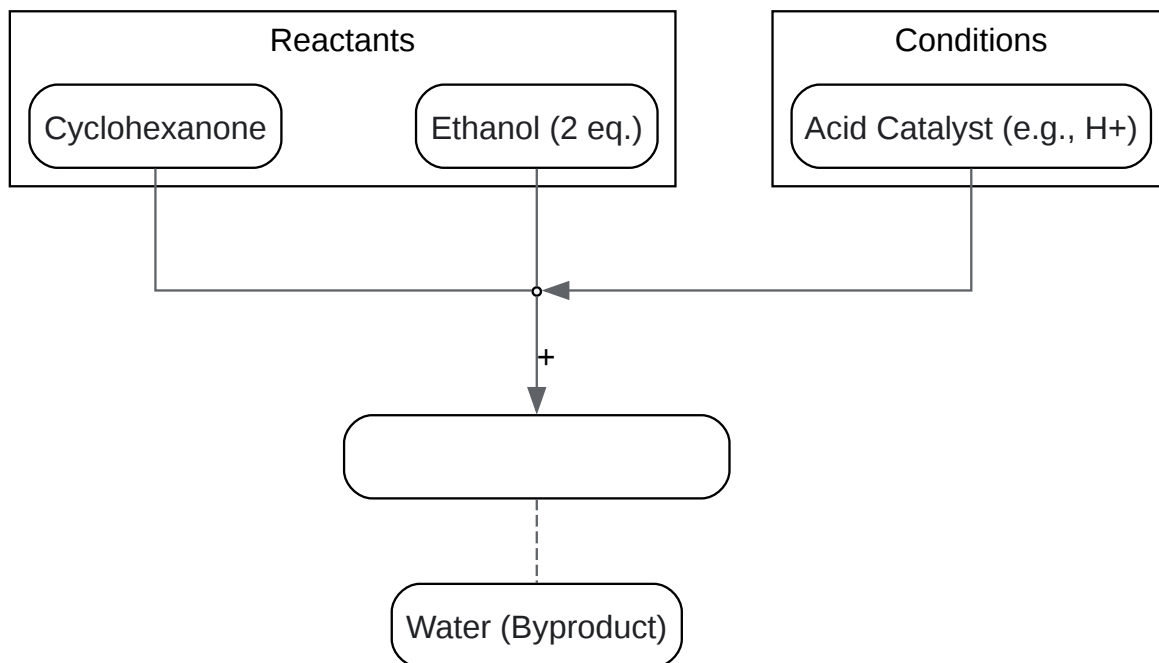 Reactants
Conditions
Cyclohexanone
Ethanol (2 eq.)
Acid Catalyst (e.g., H+)
+
Water (Byproduct)